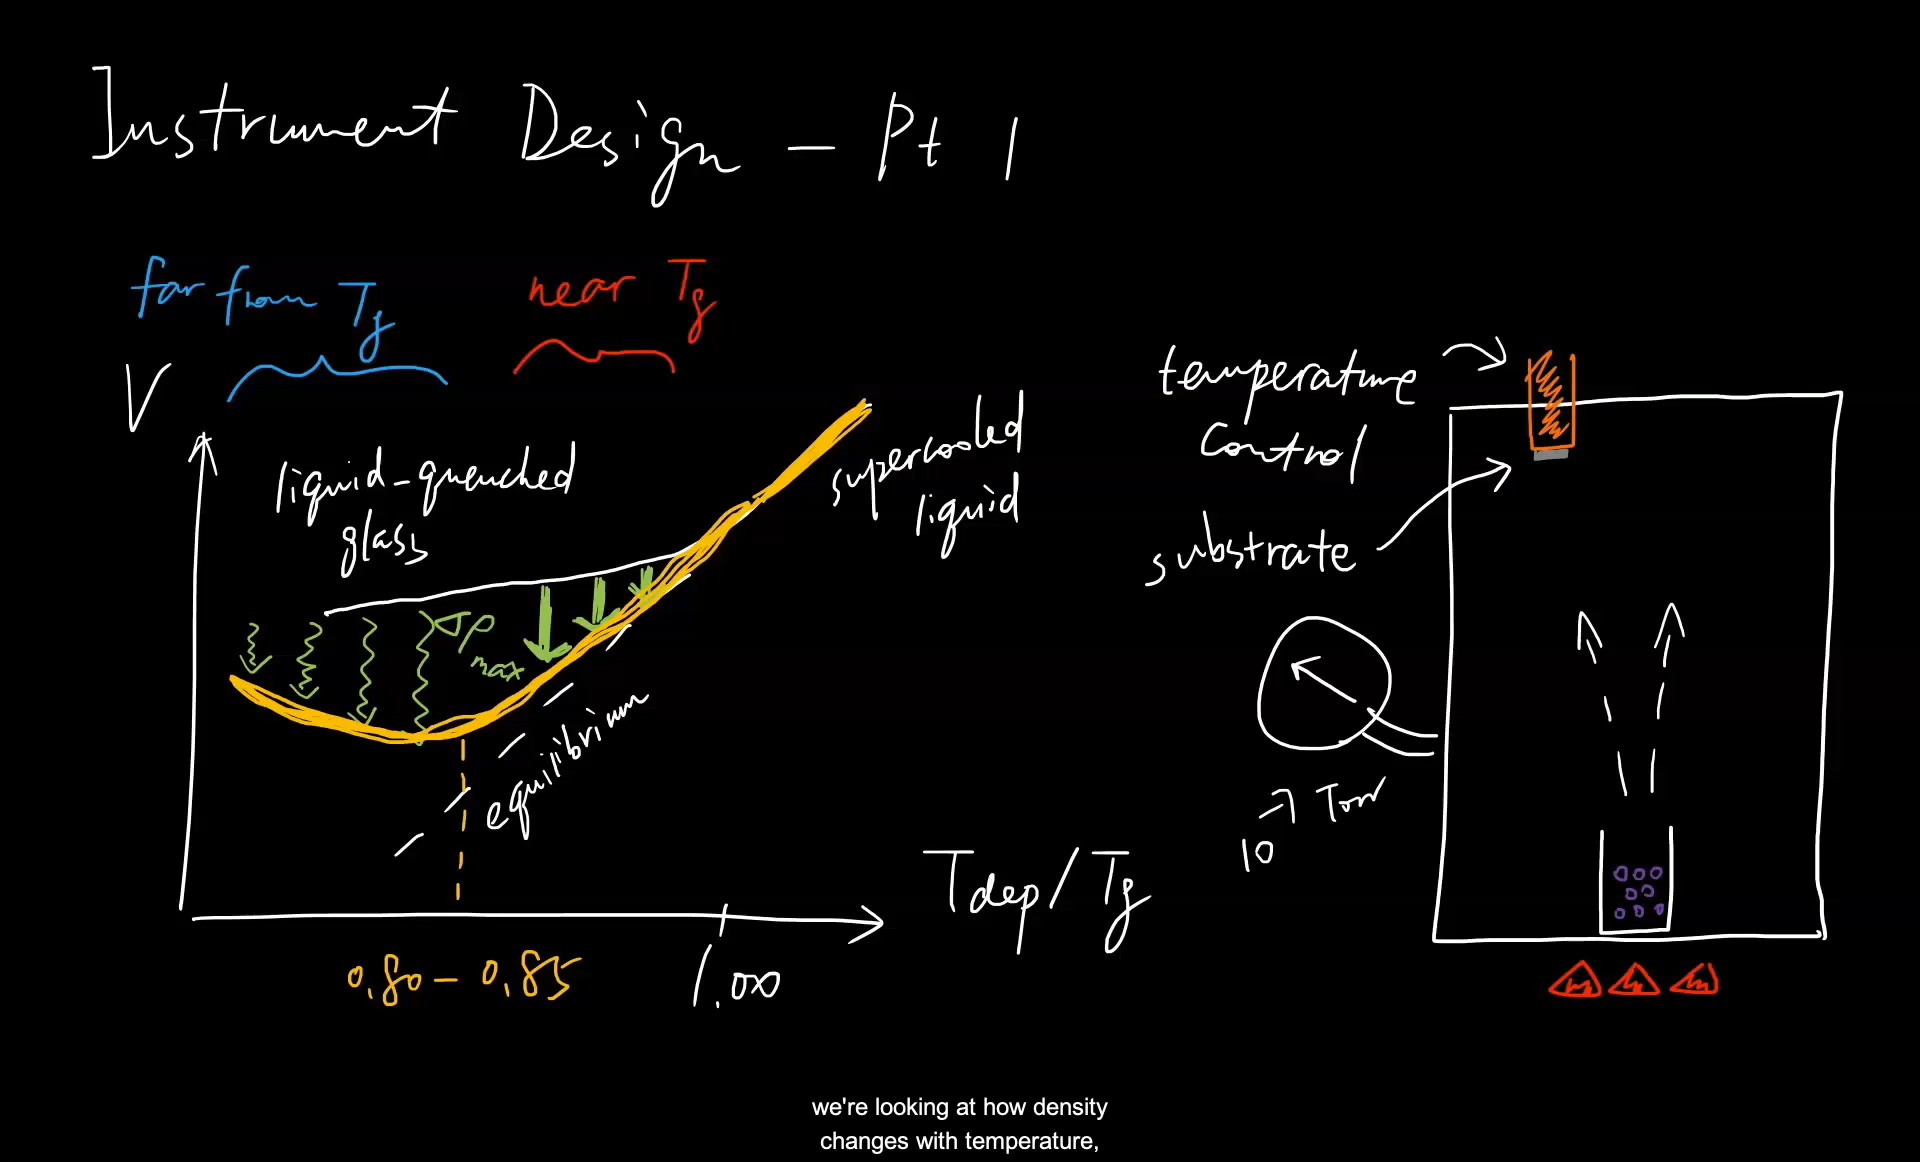 Instrument Design – Pt 1
far from Tg
near Tg
V
liquid-quenched
glass
supercooled
liquid
Δρ
max
equilibrium
Tdep/Tg
0.80 – 0.85
1.00
temperature
control
substrate
10⁻⁷ Torr
we're looking at how density
changes with temperature,